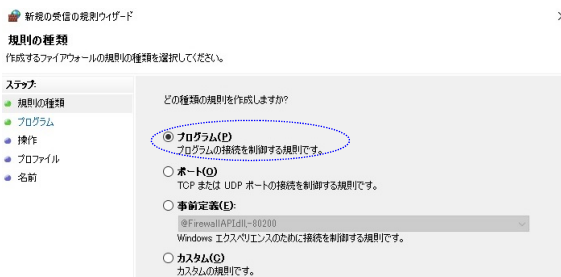 新規の受信の規則ウィザード
規則の種類
作成するファイアウォールの規則の種類を選択してください。
ステップ:
規則の種類
プログラム
操作
プロファイル
名前
どの種類の規則を作成しますか?
プログラム(P)
プログラムの接続を制御する規則です。
ポート(O)
TCP または UDP ポートの接続を制御する規則です。
事前定義(E):
@FirewallAPI.dll,-80200
Windows エクスペリエンスのために接続を制御する規則です。
カスタム(C)
カスタムの規則です。